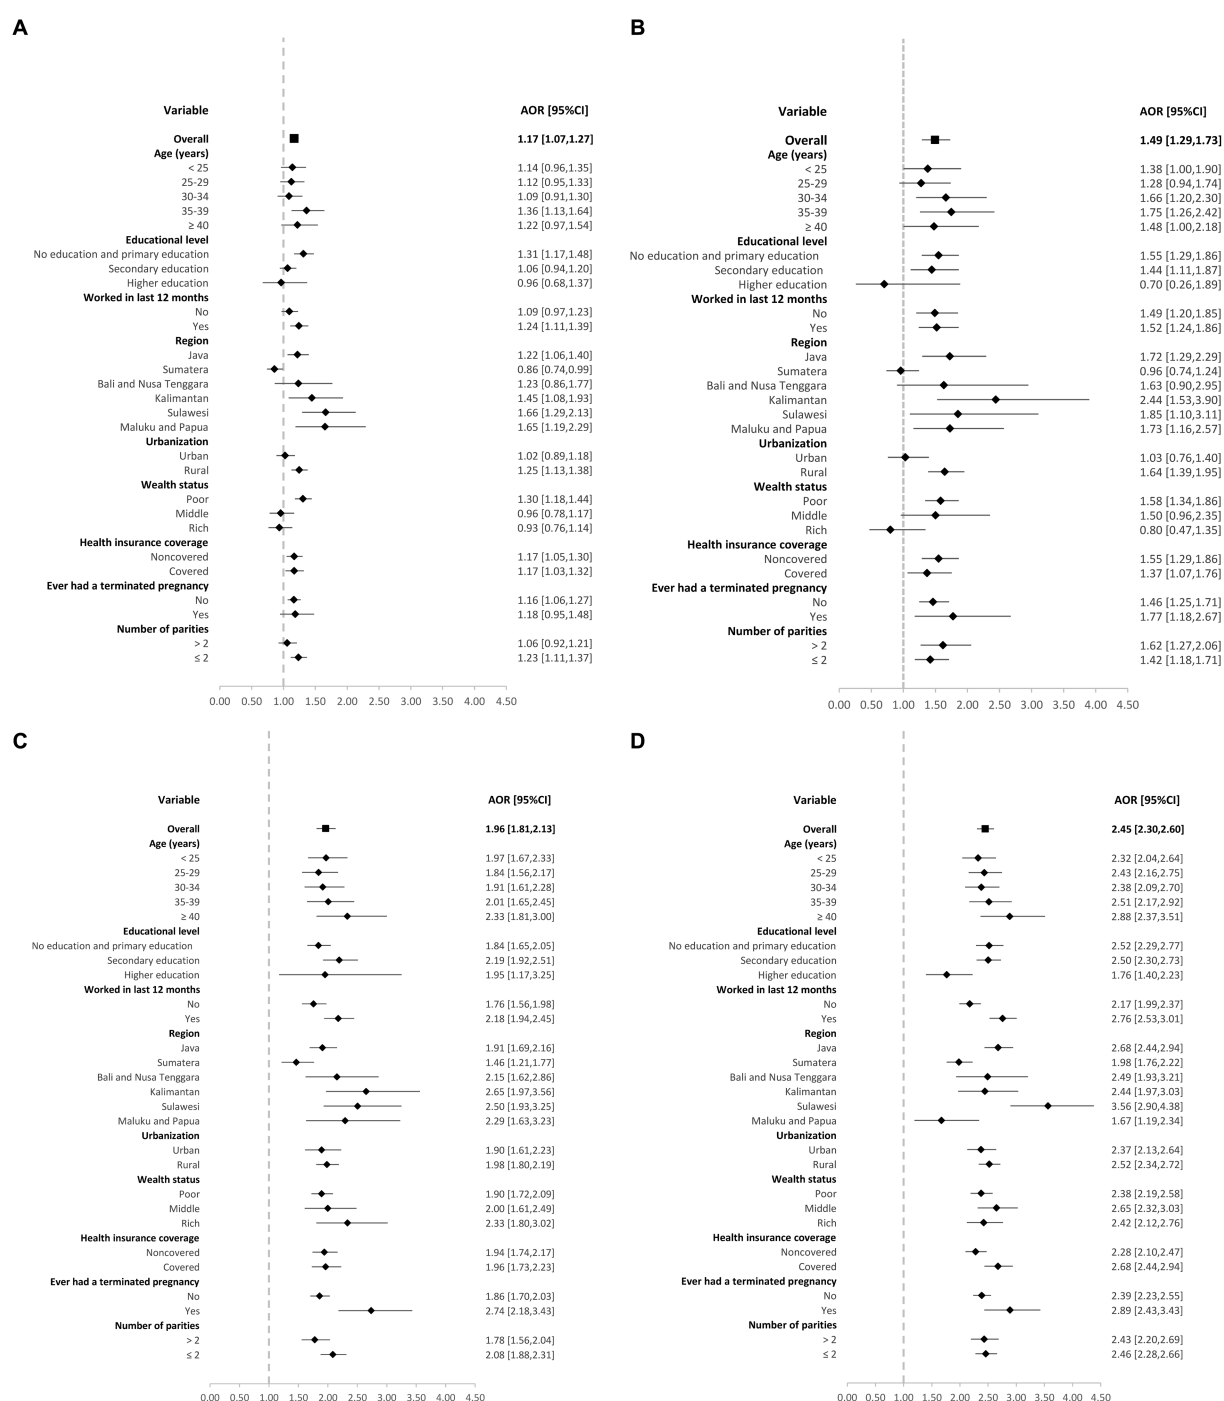 A
Variable AOR [95%CI]
Overall 1.17 [1.07,1.27]
Age (years)
< 25 1.14 [0.96,1.35]
25-29 1.12 [0.95,1.33]
30-34 1.09 [0.91,1.30]
35-39 1.36 [1.13,1.64]
≥ 40 1.22 [0.97,1.54]
Educational level
No education and primary education 1.31 [1.17,1.48]
Secondary education 1.06 [0.94,1.20]
Higher education 0.96 [0.68,1.37]
Worked in last 12 months
No 1.09 [0.97,1.23]
Yes 1.24 [1.11,1.39]
Region
Java 1.22 [1.06,1.40]
Sumatera 0.86 [0.74,0.99]
Bali and Nusa Tenggara 1.23 [0.86,1.77]
Kalimantan 1.45 [1.08,1.93]
Sulawesi 1.66 [1.29,2.13]
Maluku and Papua 1.65 [1.19,2.29]
Urbanization
Urban 1.02 [0.89,1.18]
Rural 1.25 [1.13,1.38]
Wealth status
Poor 1.30 [1.18,1.44]
Middle 0.96 [0.78,1.17]
Rich 0.93 [0.76,1.14]
Health insurance coverage
Noncovered 1.17 [1.05,1.30]
Covered 1.17 [1.03,1.32]
Ever had a terminated pregnancy
No 1.16 [1.06,1.27]
Yes 1.18 [0.95,1.48]
Number of parities
> 2 1.06 [0.92,1.21]
≤ 2 1.23 [1.11,1.37]
0.00 0.50 1.00 1.50 2.00 2.50 3.00 3.50 4.00 4.50
B
Variable AOR [95%CI]
Overall 1.49 [1.29,1.73]
Age (years)
< 25 1.38 [1.00,1.90]
25-29 1.28 [0.94,1.74]
30-34 1.66 [1.20,2.30]
35-39 1.75 [1.26,2.42]
≥ 40 1.48 [1.00,2.18]
Educational level
No education and primary education 1.55 [1.29,1.86]
Secondary education 1.44 [1.11,1.87]
Higher education 0.70 [0.26,1.89]
Worked in last 12 months
No 1.49 [1.20,1.85]
Yes 1.52 [1.24,1.86]
Region
Java 1.72 [1.29,2.29]
Sumatera 0.96 [0.74,1.24]
Bali and Nusa Tenggara 1.63 [0.90,2.95]
Kalimantan 2.44 [1.53,3.90]
Sulawesi 1.85 [1.10,3.11]
Maluku and Papua 1.73 [1.16,2.57]
Urbanization
Urban 1.03 [0.76,1.40]
Rural 1.64 [1.39,1.95]
Wealth status
Poor 1.58 [1.34,1.86]
Middle 1.50 [0.96,2.35]
Rich 0.80 [0.47,1.35]
Health insurance coverage
Noncovered 1.55 [1.29,1.86]
Covered 1.37 [1.07,1.76]
Ever had a terminated pregnancy
No 1.46 [1.25,1.71]
Yes 1.77 [1.18,2.67]
Number of parities
> 2 1.62 [1.27,2.06]
≤ 2 1.42 [1.18,1.71]
0.00 0.50 1.00 1.50 2.00 2.50 3.00 3.50 4.00 4.50
C
Variable AOR [95%CI]
Overall 1.96 [1.81,2.13]
Age (years)
< 25 1.97 [1.67,2.33]
25-29 1.84 [1.56,2.17]
30-34 1.91 [1.61,2.28]
35-39 2.01 [1.65,2.45]
≥ 40 2.33 [1.81,3.00]
Educational level
No education and primary education 1.84 [1.65,2.05]
Secondary education 2.19 [1.92,2.51]
Higher education 1.95 [1.17,3.25]
Worked in last 12 months
No 1.76 [1.56,1.98]
Yes 2.18 [1.94,2.45]
Region
Java 1.91 [1.69,2.16]
Sumatera 1.46 [1.21,1.77]
Bali and Nusa Tenggara 2.15 [1.62,2.86]
Kalimantan 2.65 [1.97,3.56]
Sulawesi 2.50 [1.93,3.25]
Maluku and Papua 2.29 [1.63,3.23]
Urbanization
Urban 1.90 [1.61,2.23]
Rural 1.98 [1.80,2.19]
Wealth status
Poor 1.90 [1.72,2.09]
Middle 2.00 [1.61,2.49]
Rich 2.33 [1.80,3.02]
Health insurance coverage
Noncovered 1.94 [1.74,2.17]
Covered 1.96 [1.73,2.23]
Ever had a terminated pregnancy
No 1.86 [1.70,2.03]
Yes 2.74 [2.18,3.43]
Number of parities
> 2 1.78 [1.56,2.04]
≤ 2 2.08 [1.88,2.31]
0.00 0.50 1.00 1.50 2.00 2.50 3.00 3.50 4.00 4.50
D
Variable AOR [95%CI]
Overall 2.45 [2.30,2.60]
Age (years)
< 25 2.32 [2.04,2.64]
25-29 2.43 [2.16,2.75]
30-34 2.38 [2.09,2.70]
35-39 2.51 [2.17,2.92]
≥ 40 2.88 [2.37,3.51]
Educational level
No education and primary education 2.52 [2.29,2.77]
Secondary education 2.50 [2.30,2.73]
Higher education 1.76 [1.40,2.23]
Worked in last 12 months
No 2.17 [1.99,2.37]
Yes 2.76 [2.53,3.01]
Region
Java 2.68 [2.44,2.94]
Sumatera 1.98 [1.76,2.22]
Bali and Nusa Tenggara 2.49 [1.93,3.21]
Kalimantan 2.44 [1.97,3.03]
Sulawesi 3.56 [2.90,4.38]
Maluku and Papua 1.67 [1.19,2.34]
Urbanization
Urban 2.37 [2.13,2.64]
Rural 2.52 [2.34,2.72]
Wealth status
Poor 2.38 [2.19,2.58]
Middle 2.65 [2.32,3.03]
Rich 2.42 [2.12,2.76]
Health insurance coverage
Noncovered 2.28 [2.10,2.47]
Covered 2.68 [2.44,2.94]
Ever had a terminated pregnancy
No 2.39 [2.23,2.55]
Yes 2.89 [2.43,3.43]
Number of parities
> 2 2.43 [2.20,2.69]
≤ 2 2.46 [2.28,2.66]
0.00 0.50 1.00 1.50 2.00 2.50 3.00 3.50 4.00 4.50